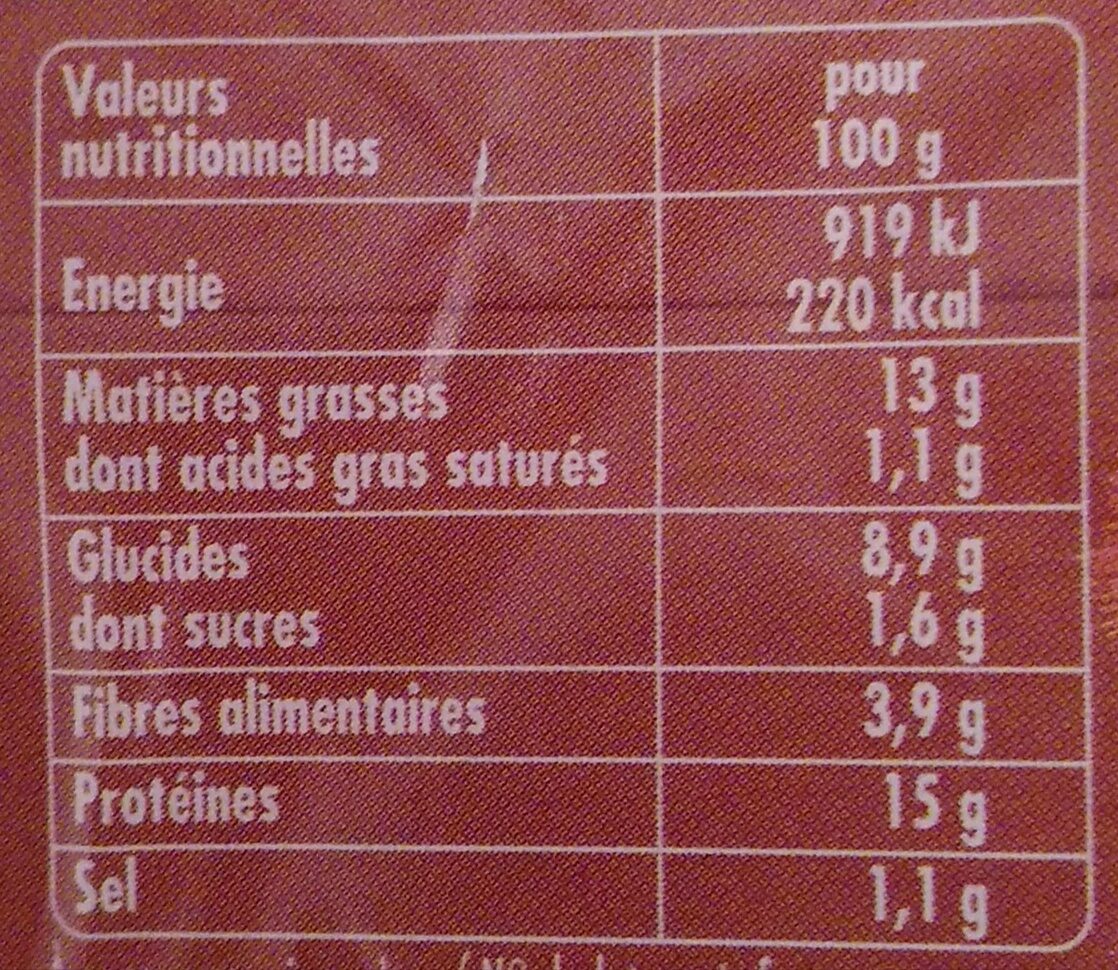 Valeurs nutritionnelles pour 100 g
Energie 919 kJ 220 kcal
Matières grasses 13 g
dont acides gras saturés 1,1 g
Glucides 8,9 g
dont sucres 1,6 g
Fibres alimentaires 3,9 g
Protéines 15 g
Sel 1,1 g